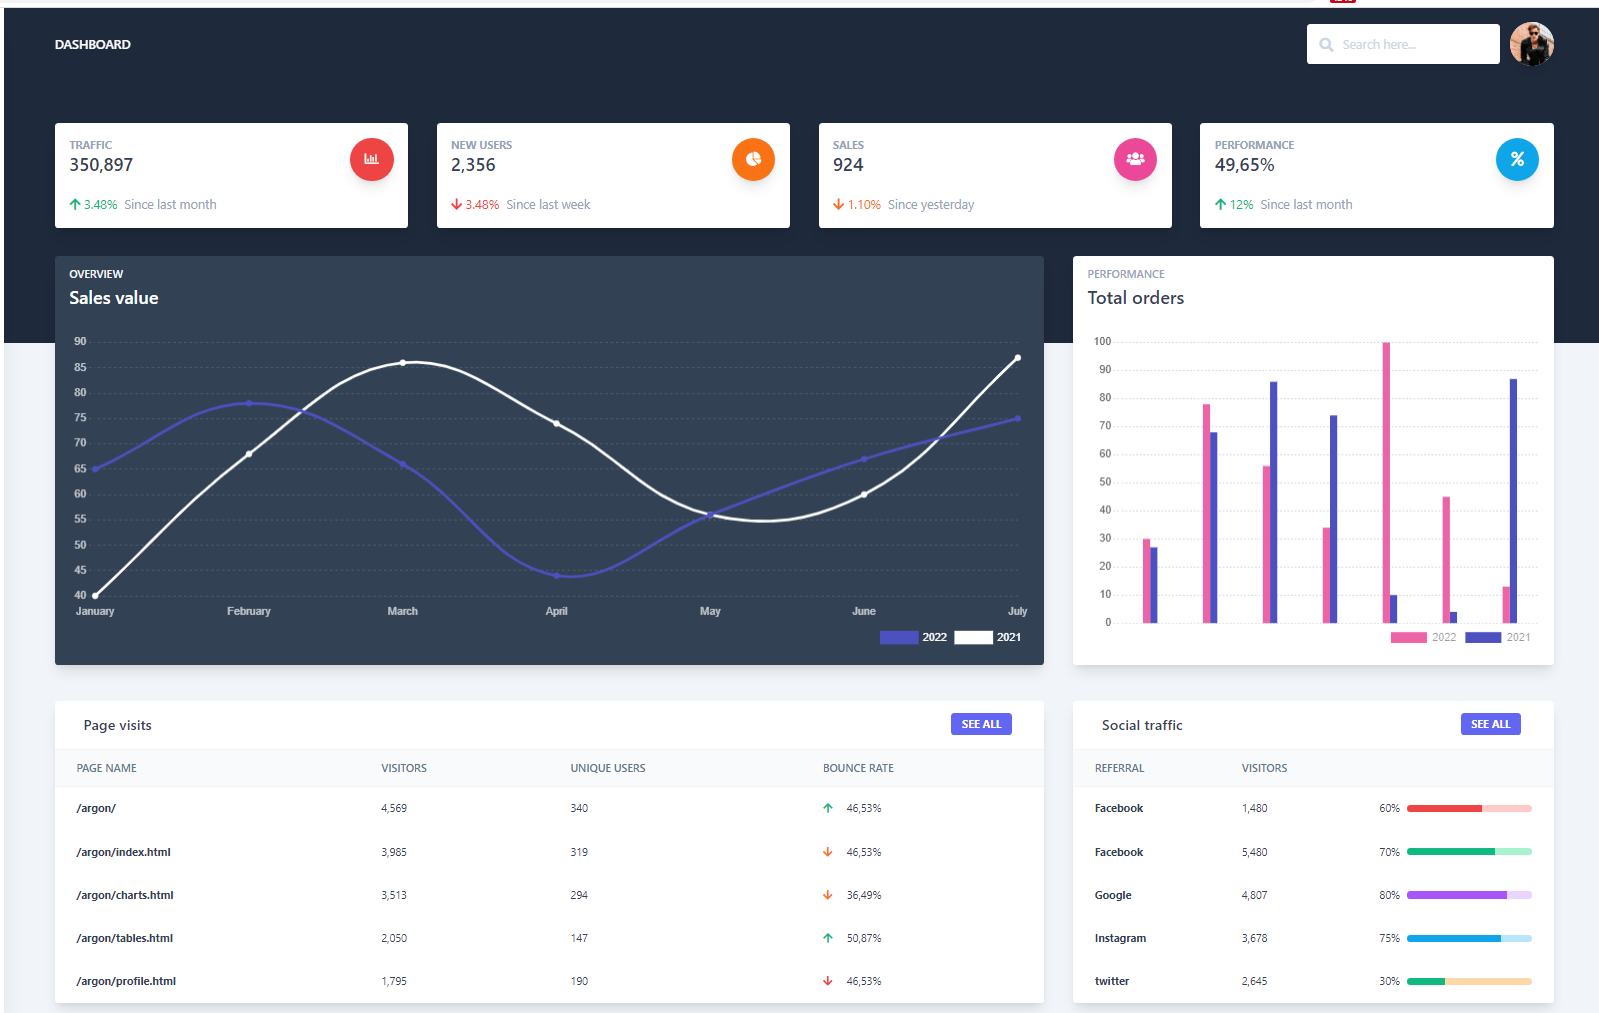 DASHBOARD
Search here...
TRAFFIC
350,897
3.48% Since last month
NEW USERS
2,356
3.48% Since last week
SALES
924
1.10% Since yesterday
PERFORMANCE
49,65%
12% Since last month
OVERVIEW
Sales value
90
85
80
75
70
65
60
55
50
45
40
January February March April May June July
2022 2021
PERFORMANCE
Total orders
100
90
80
70
60
50
40
30
20
10
0
2022 2021
Page visits
SEE ALL
PAGE NAME VISITORS UNIQUE USERS BOUNCE RATE
/argon/ 4,569 340 46,53%
/argon/index.html 3,985 319 46,53%
/argon/charts.html 3,513 294 36,49%
/argon/tables.html 2,050 147 50,87%
/argon/profile.html 1,795 190 46,53%
Social traffic
SEE ALL
REFERRAL VISITORS
Facebook 1,480 60%
Facebook 5,480 70%
Google 4,807 80%
Instagram 3,678 75%
twitter 2,645 30%